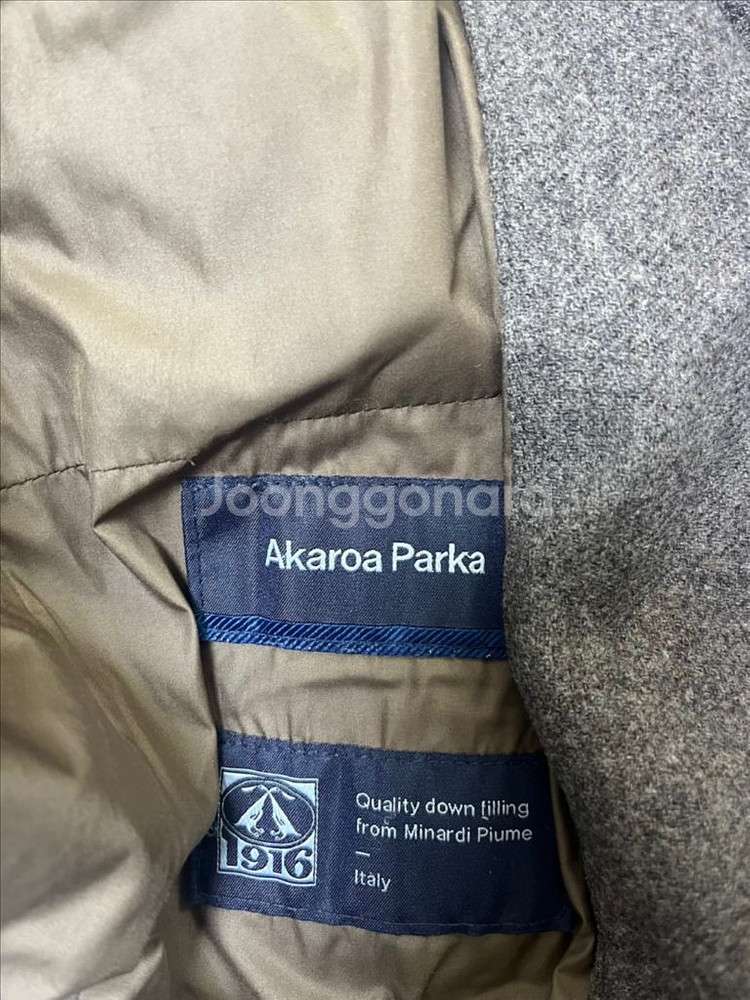 Joonggonara
Akaroa Parka
1916
Quality down filling
from Minardi Piume
—
Italy